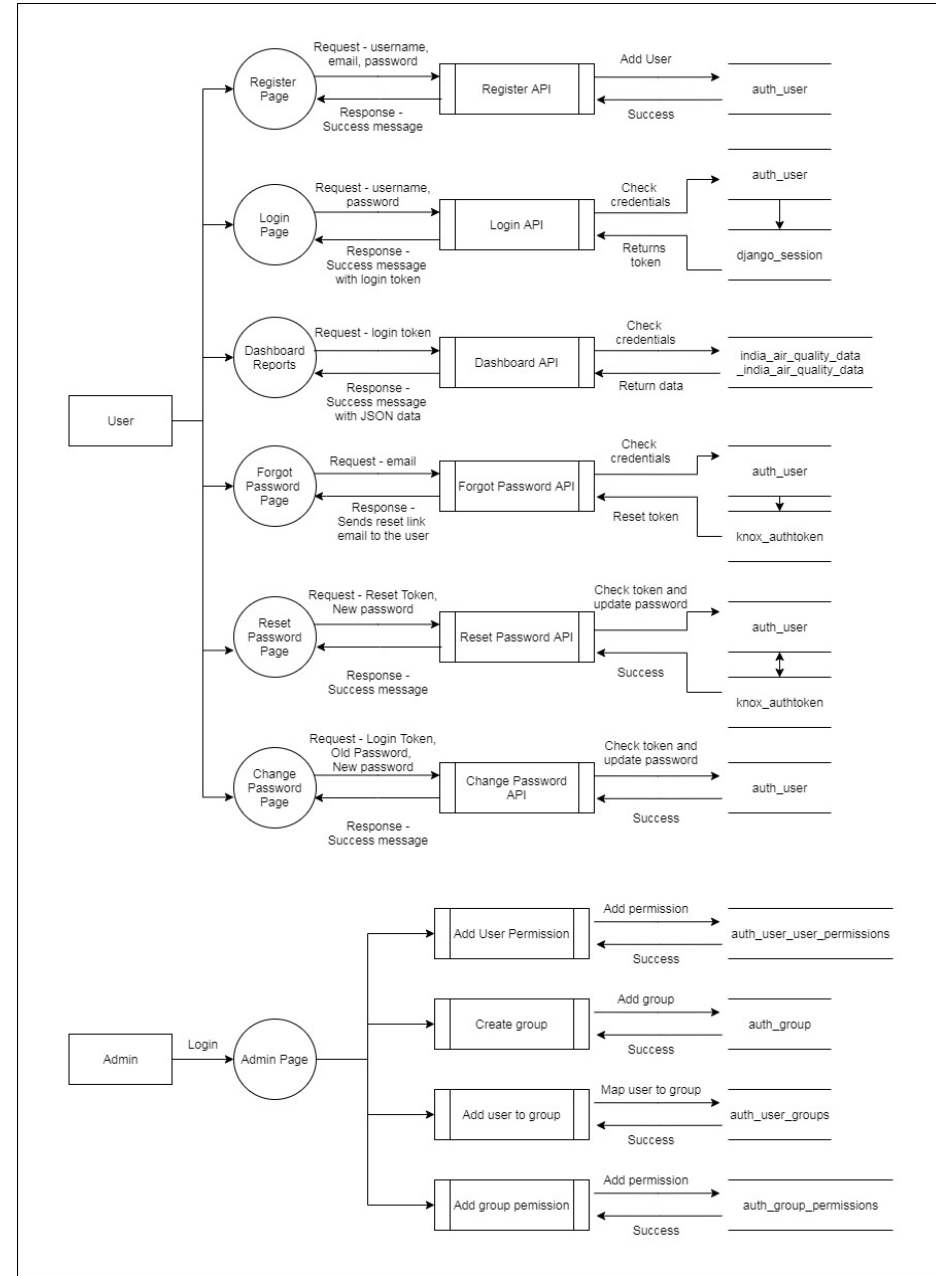 Request - username,
email, password
Add User
Register
Page
Register API
auth_user
Response -
Success message
Success
Request - username,
password
Check
credentials
auth_user
Login
Page
Login API
Response -
Success message
with login token
Returns
token
django_session
Request - login token
Check
credentials
Dashboard
Reports
Dashboard API
india_air_quality_data
_india_air_quality_data
Response -
Success message
with JSON data
Return data
User
Request - email
Check
credentials
auth_user
Forgot
Password
Page
Forgot Password API
Response -
Sends reset link
email to the user
Reset token
knox_authtoken
Request - Reset Token,
New password
Check token and
update password
auth_user
Reset
Password
Page
Reset Password API
Response -
Success message
Success
knox_authtoken
Request - Login Token,
Old Password,
New password
Check token and
update password
Change
Password
Page
Change Password
API
auth_user
Response -
Success message
Success
Add permission
Add User Permission
auth_user_user_permissions
Success
Add group
Create group
auth_group
Success
Admin
Login
Admin Page
Map user to group
Add user to group
auth_user_groups
Success
Add permission
Add group pemission
auth_group_permissions
Success